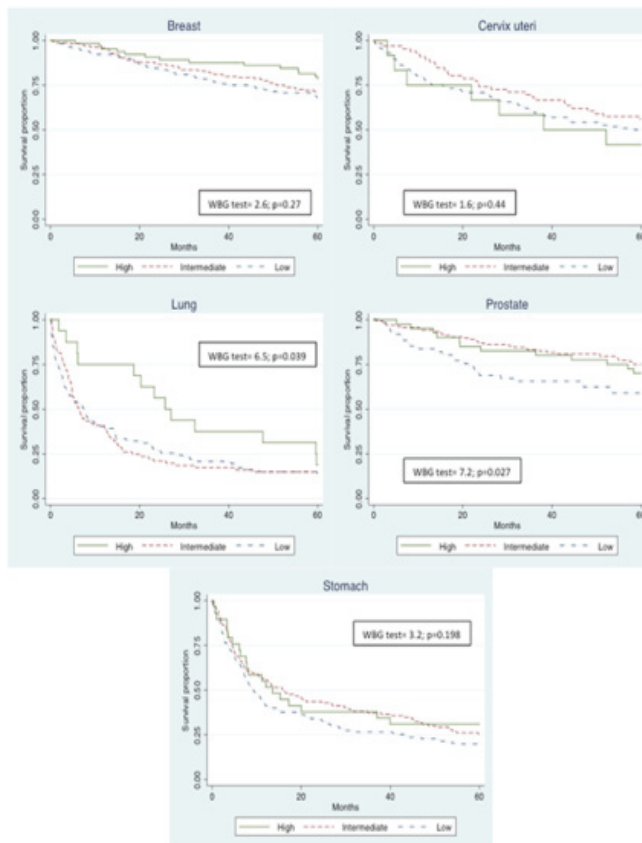 Breast
Survival proportion
1.00
0.75
0.50
0.25
0.00
WBG test= 2.6; p=0.27
0
20
40
60
Months
High
Intermediate
Low
Cervix uteri
Survival proportion
1.00
0.75
0.50
0.25
0.00
WBG test= 1.6; p=0.44
0
20
40
60
Months
High
Intermediate
Low
Lung
Survival proportion
1.00
0.75
0.50
0.25
0.00
WBG test= 6.5; p=0.039
0
20
40
60
Months
High
Intermediate
Low
Prostate
Survival proportion
1.00
0.75
0.50
0.25
0.00
WBG test= 7.2; p=0.027
0
20
40
60
Months
High
Intermediate
Low
Stomach
Survival proportion
1.00
0.75
0.50
0.25
0.00
WBG test= 3.2; p=0.198
0
20
40
60
Months
High
Intermediate
Low